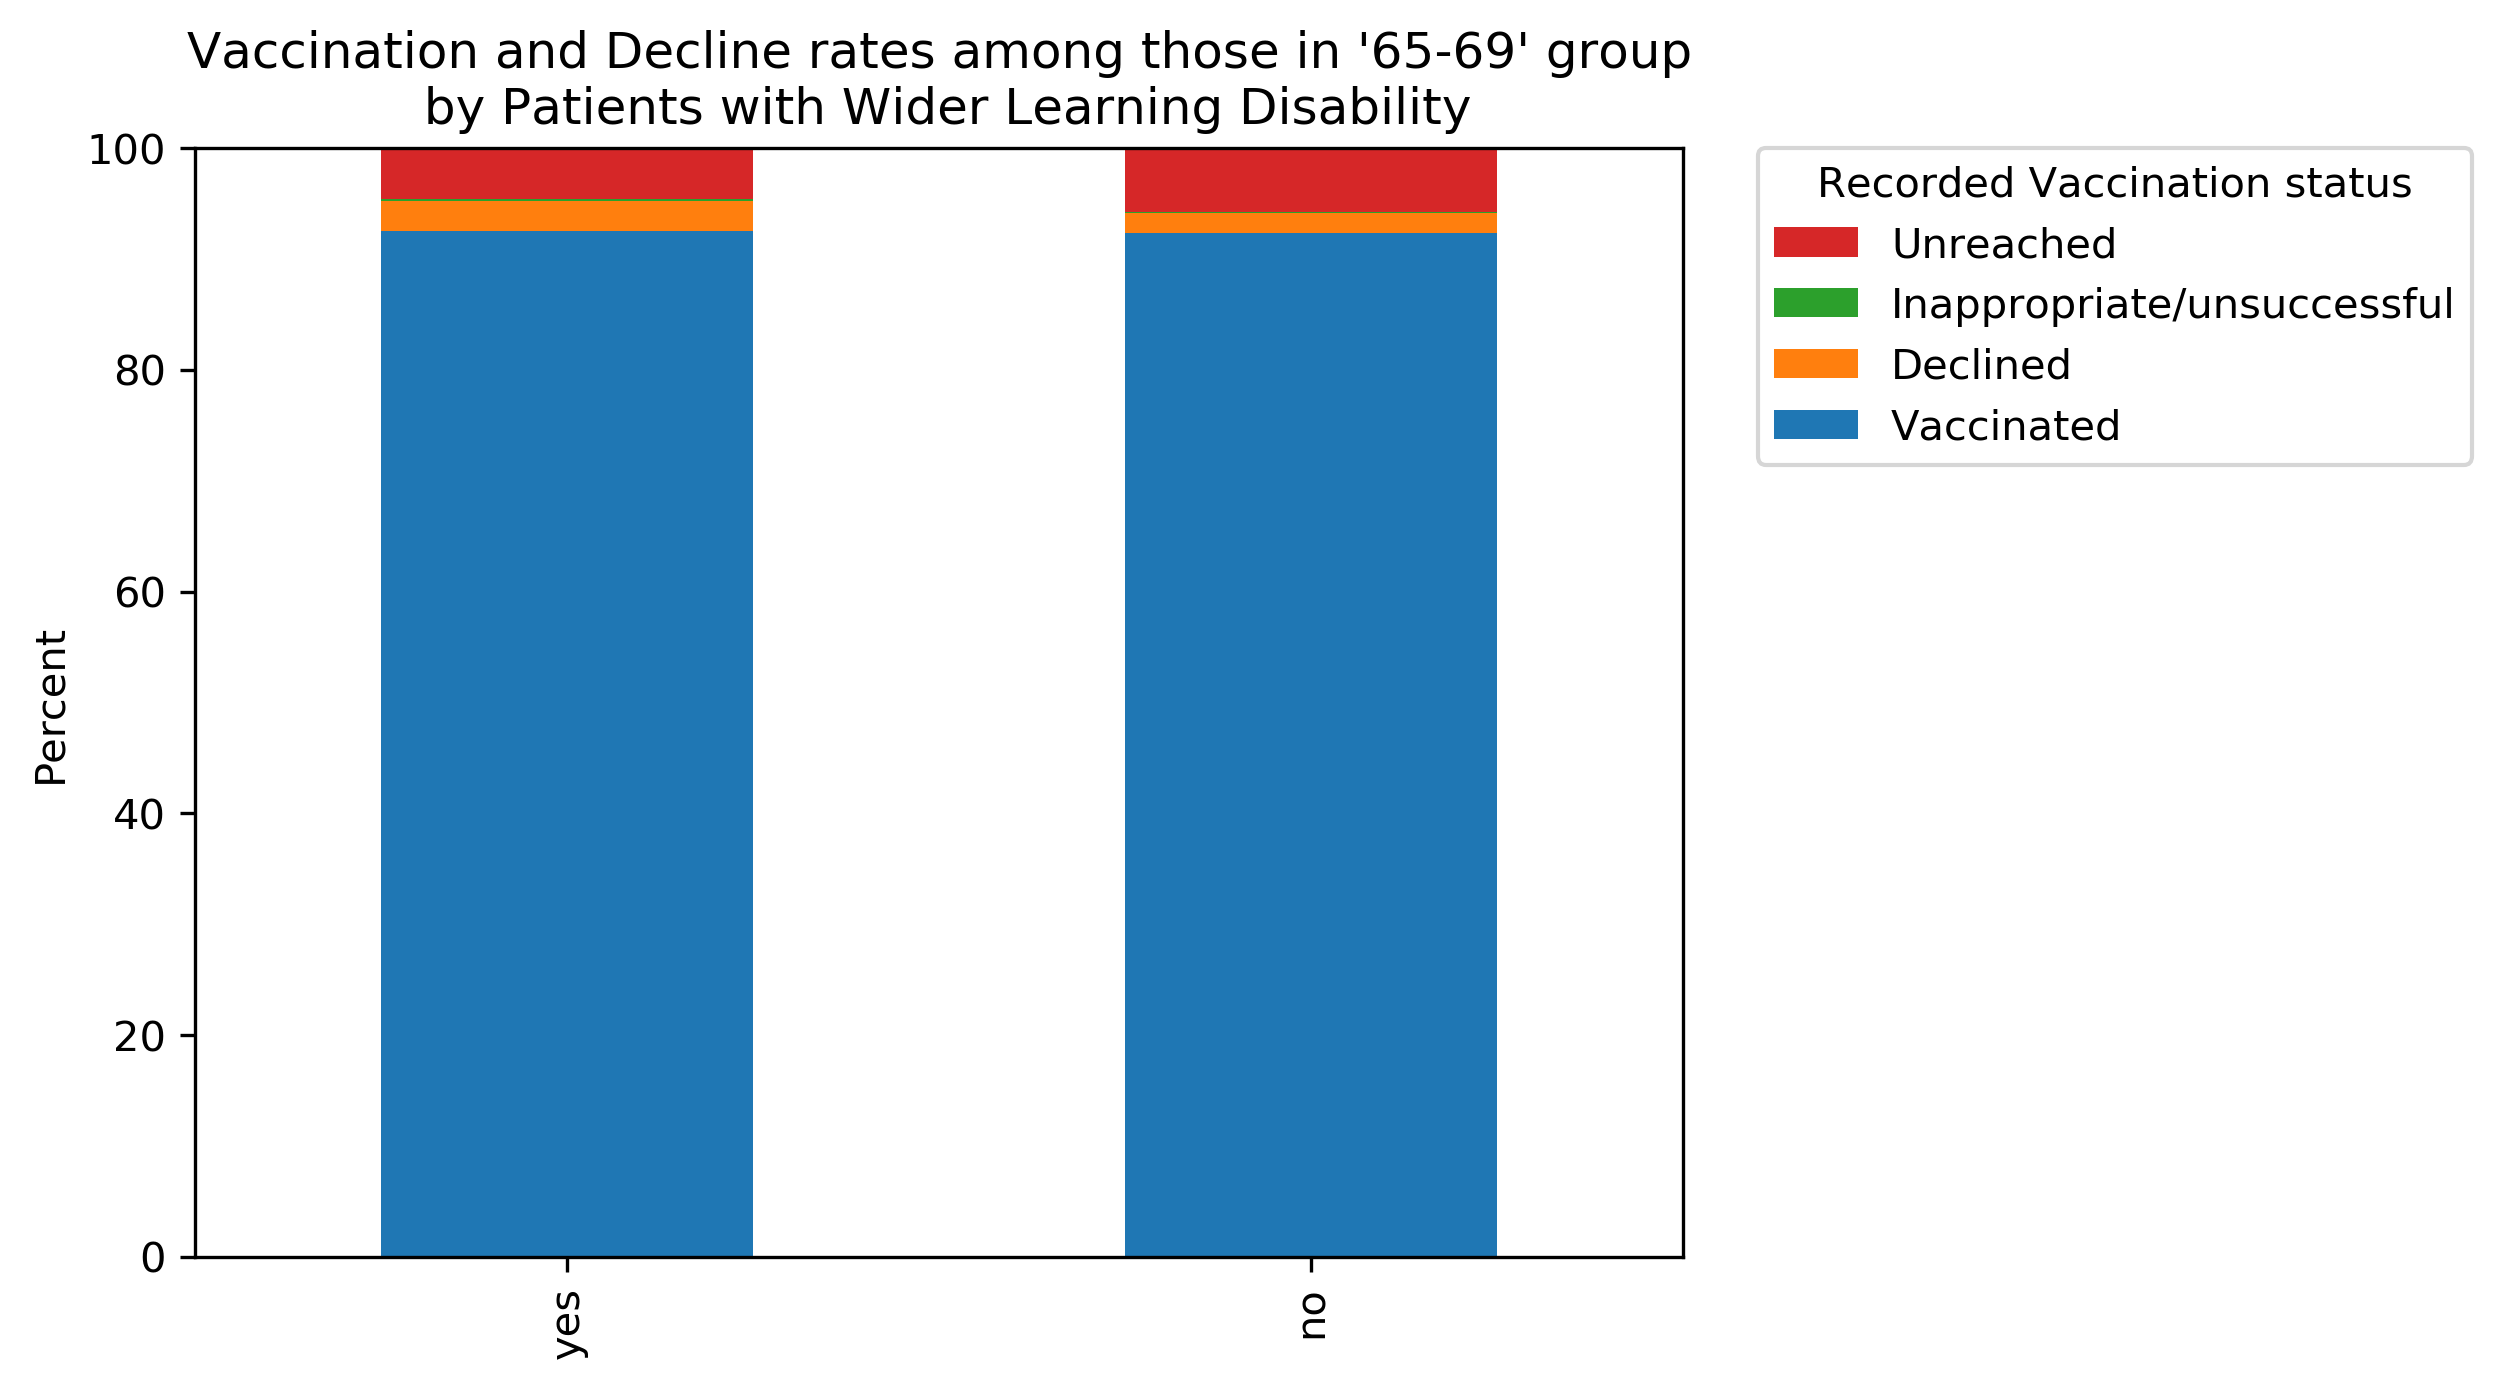 Vaccination and Decline rates among those in '65-69' group
by Patients with Wider Learning Disability
100
80
60
40
20
0
Percent
yes
no
Recorded Vaccination status
Unreached
Inappropriate/unsuccessful
Declined
Vaccinated